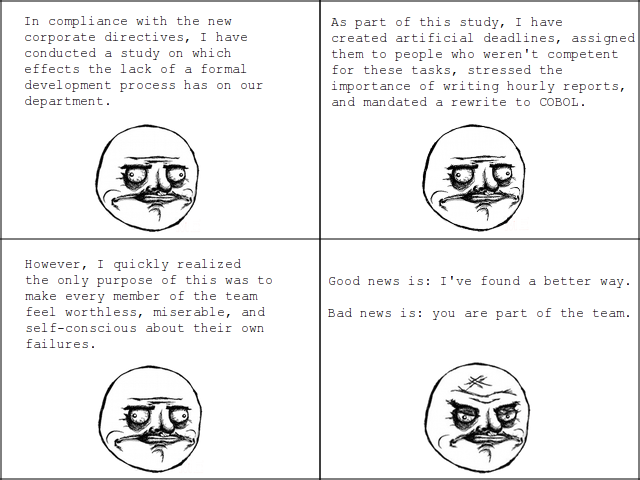 In compliance with the new
corporate directives, I have
conducted a study on which
effects the lack of a formal
development process has on our
department.
As part of this study, I have
created artificial deadlines, assigned
them to people who weren't competent
for these tasks, stressed the
importance of writing hourly reports,
and mandated a rewrite to COBOL.
However, I quickly realized
the only purpose of this was to
make every member of the team
feel worthless, miserable, and
self-conscious about their own
failures.
Good news is: I've found a better way.
Bad news is: you are part of the team.